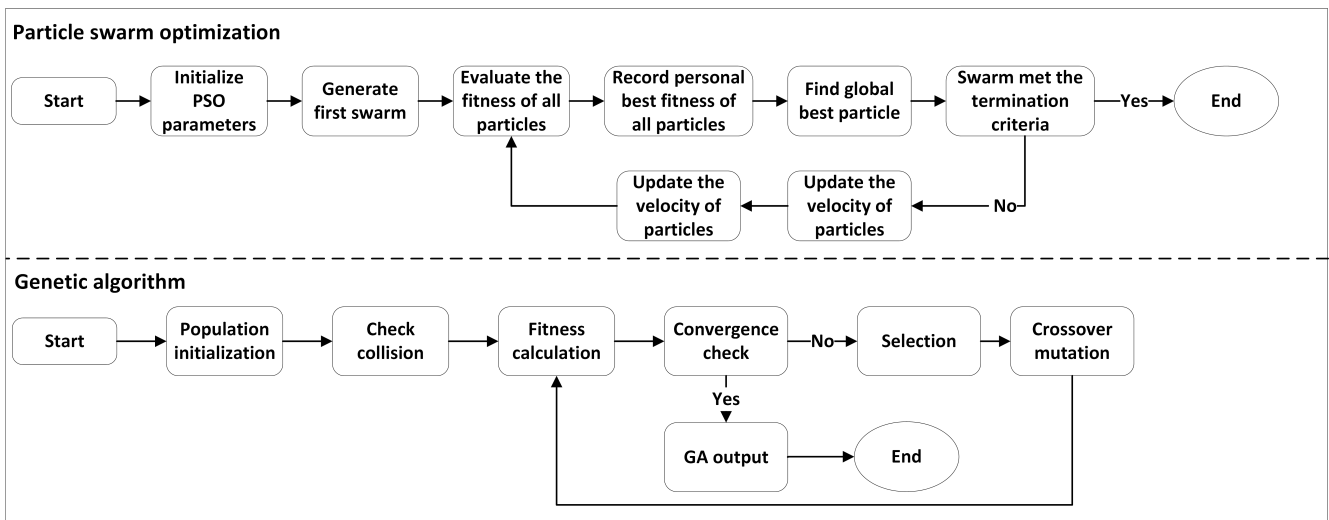 Particle swarm optimization
Start
Initialize
PSO
parameters
Generate
first swarm
Evaluate the
fitness of all
particles
Record personal
best fitness of
all particles
Find global
best particle
Swarm met the
termination
criteria
Yes
End
No
Update the
velocity of
particles
Update the
velocity of
particles
Genetic algorithm
Start
Population
initialization
Check
collision
Fitness
calculation
Convergence
check
No
Selection
Crossover
mutation
Yes
GA output
End